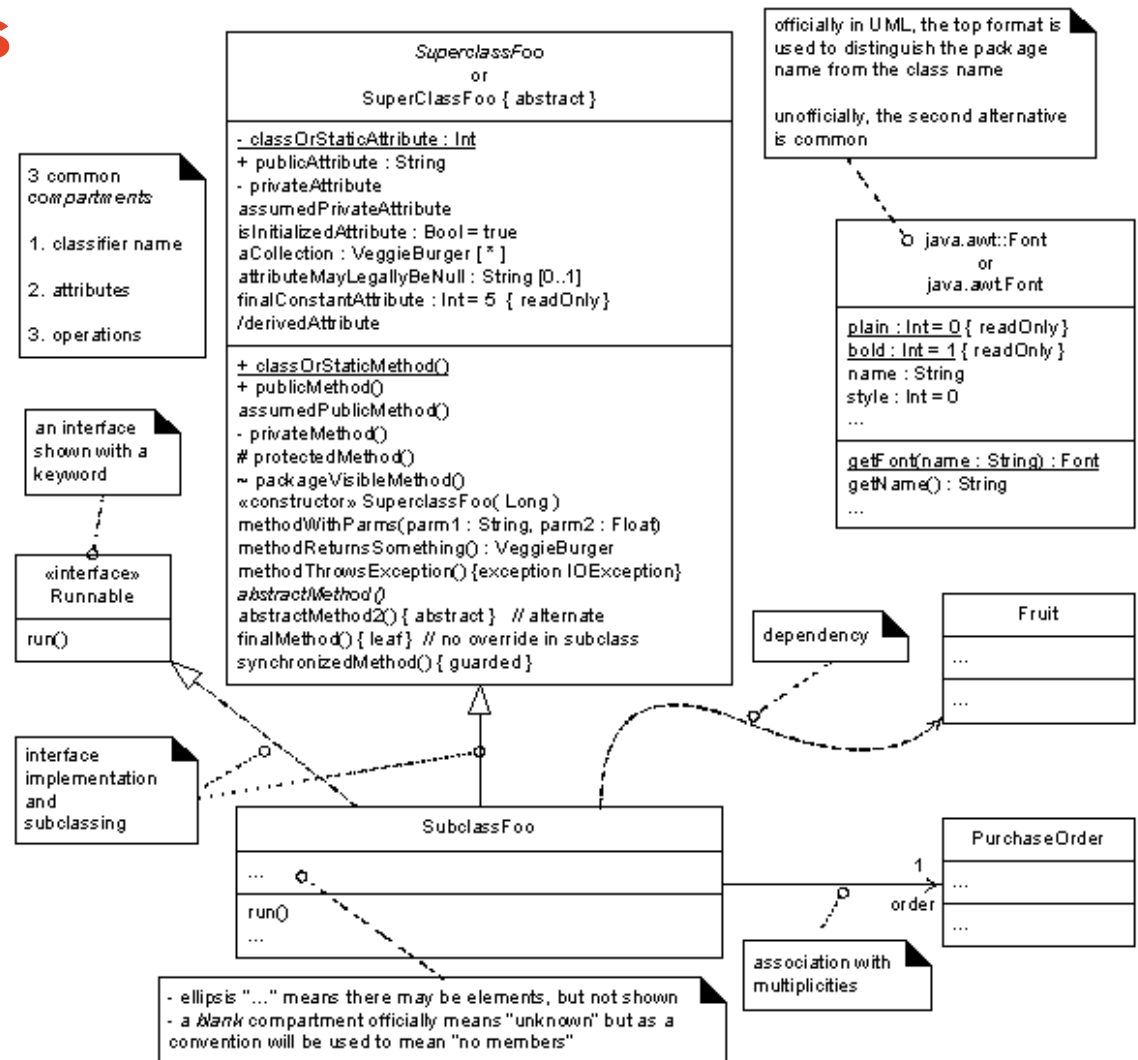 s
officially in UML, the top format is
used to distinguish the package
name from the class name
unofficially, the second alternative
is common
SuperclassFoo
or
SuperClassFoo { abstract }
- classOrStaticAttribute : Int
+ publicAttribute : String
- privateAttribute
assumedPrivateAttribute
isInitializedAttribute : Bool = true
aCollection : VeggieBurger [ * ]
attributeMayLegallyBeNull : String [0..1]
finalConstantAttribute : Int = 5 { readOnly }
/derivedAttribute
+ classOrStaticMethod()
+ publicMethod()
assumedPublicMethod()
- privateMethod()
# protectedMethod()
~ packageVisibleMethod()
«constructor» SuperclassFoo( Long )
methodWithParms(parm1 : String, parm2 : Float)
methodReturnsSomething() : VeggieBurger
methodThrowsException() {exception IOException}
abstractMethod()
abstractMethod2() { abstract } // alternate
finalMethod() { leaf } // no override in subclass
synchronizedMethod() { guarded }
3 common
compartments
1. classifier name
2. attributes
3. operations
java.awt::Font
or
java.awt.Font
plain : Int = 0 { readOnly }
bold : Int = 1 { readOnly }
name : String
style : Int = 0
...
getFont(name : String) : Font
getName() : String
...
an interface
shown with a
keyword
«interface»
Runnable
run()
dependency
Fruit
...
...
interface
implementation
and
subclassing
SubclassFoo
...
run()
...
1
order
PurchaseOrder
...
...
association with
multiplicities
- ellipsis "..." means there may be elements, but not shown
- a blank compartment officially means "unknown" but as a
convention will be used to mean "no members"